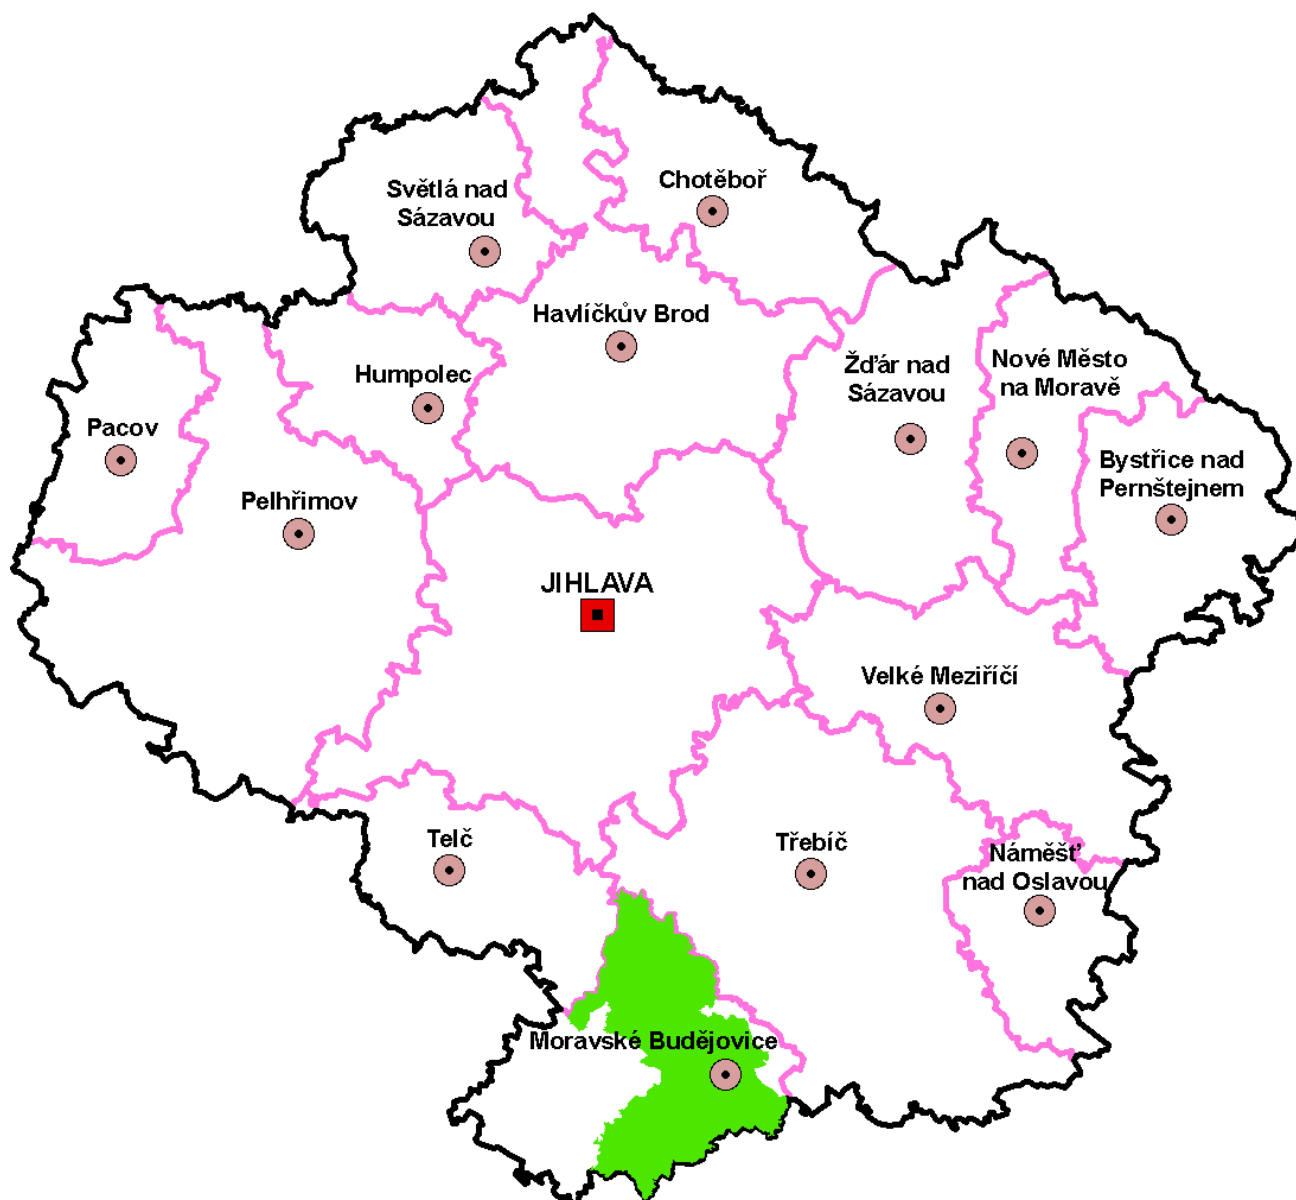 Chotěboř
Světlá nad
Sázavou
Havlíčkův Brod
Humpolec
Žďár nad
Sázavou
Nové Město
na Moravě
Pacov
Bystřice nad
Pernštejnem
Pelhřimov
JIHLAVA
Velké Meziříčí
Telč
Třebíč
Náměšť
nad Oslavou
Moravské Budějovice